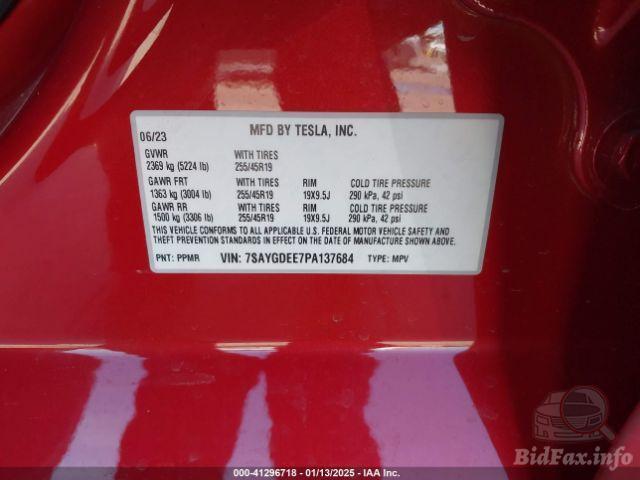 06/23 MFD BY TESLA, INC.
GVWR WITH TIRES
2369 kg (5224 lb) 255/45R19
GAWR FRT WITH TIRES RIM COLD TIRE PRESSURE
1363 kg (3004 lb) 255/45R19 19X9.5J 290 kPa, 42 psi
GAWR RR WITH TIRES RIM COLD TIRE PRESSURE
1500 kg (3306 lb) 255/45R19 19X9.5J 290 kPa, 42 psi
THIS VEHICLE CONFORMS TO ALL APPLICABLE U.S. FEDERAL MOTOR VEHICLE SAFETY AND
THEFT PREVENTION STANDARDS IN EFFECT ON THE DATE OF MANUFACTURE SHOWN ABOVE.
PNT: PPMR VIN: 7SAYGDEE7PA137684 TYPE: MPV
BidFax.info
000-41296718 - 01/13/2025 - IAA Inc.